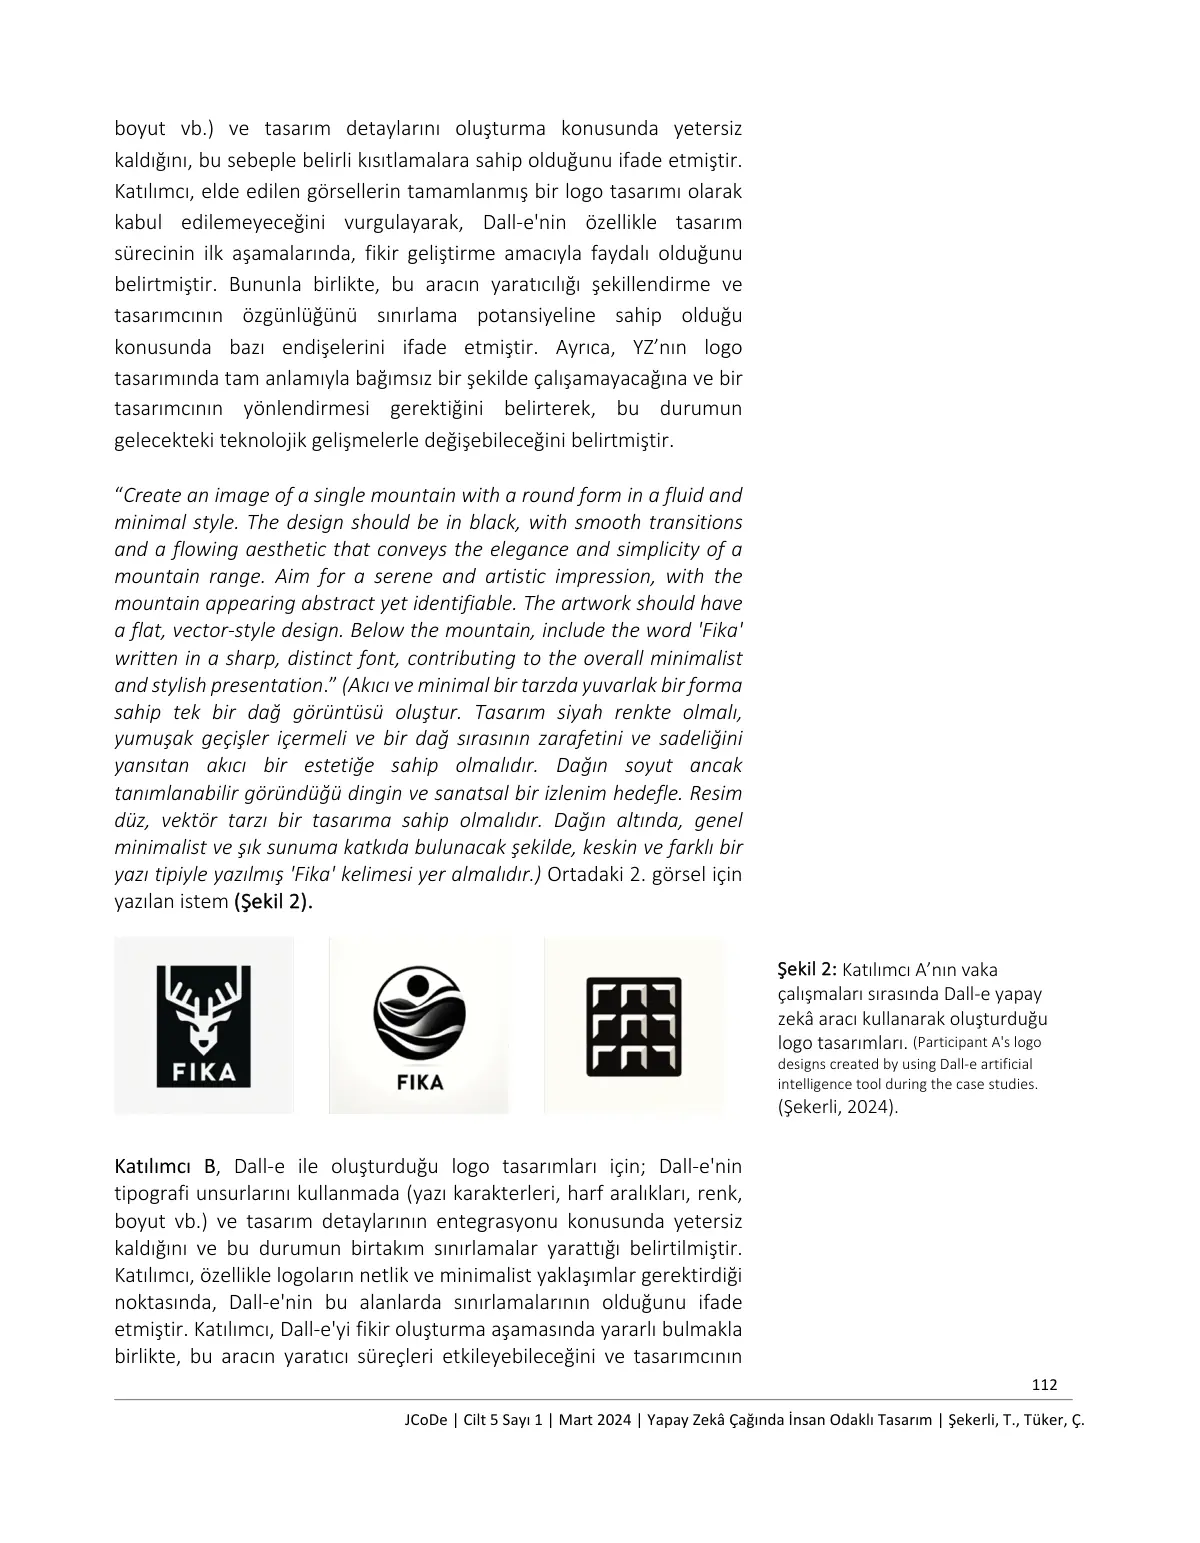 boyut vb.) ve tasarım detaylarını oluşturma konusunda yetersiz
kaldığını, bu sebeple belirli kısıtlamalara sahip olduğunu ifade etmiştir.
Katılımcı, elde edilen görsellerin tamamlanmış bir logo tasarımı olarak
kabul edilemeyeceğini vurgulayarak, Dall-e'nin özellikle tasarım
sürecinin ilk aşamalarında, fikir geliştirme amacıyla faydalı olduğunu
belirtmiştir. Bununla birlikte, bu aracın yaratıcılığı şekillendirme ve
tasarımcının özgünlüğünü sınırlama potansiyeline sahip olduğu
konusunda bazı endişelerini ifade etmiştir. Ayrıca, YZ’nın logo
tasarımında tam anlamıyla bağımsız bir şekilde çalışamayacağına ve bir
tasarımcının yönlendirmesi gerektiğini belirterek, bu durumun
gelecekteki teknolojik gelişmelerle değişebileceğini belirtmiştir.
“Create an image of a single mountain with a round form in a fluid and
minimal style. The design should be in black, with smooth transitions
and a flowing aesthetic that conveys the elegance and simplicity of a
mountain range. Aim for a serene and artistic impression, with the
mountain appearing abstract yet identifiable. The artwork should have
a flat, vector-style design. Below the mountain, include the word 'Fika'
written in a sharp, distinct font, contributing to the overall minimalist
and stylish presentation.” (Akıcı ve minimal bir tarzda yuvarlak bir forma
sahip tek bir dağ görüntüsü oluştur. Tasarım siyah renkte olmalı,
yumuşak geçişler içermeli ve bir dağ sırasının zarafetini ve sadeliğini
yansıtan akıcı bir estetiğe sahip olmalıdır. Dağın soyut ancak
tanımlanabilir göründüğü dingin ve sanatsal bir izlenim hedefle. Resim
düz, vektör tarzı bir tasarıma sahip olmalıdır. Dağın altında, genel
minimalist ve şık sunuma katkıda bulunacak şekilde, keskin ve farklı bir
yazı tipiyle yazılmış 'Fika' kelimesi yer almalıdır.) Ortadaki 2. görsel için
yazılan istem (Şekil 2).
FIKA
FIKA
Şekil 2: Katılımcı A’nın vaka
çalışmaları sırasında Dall-e yapay
zekâ aracı kullanarak oluşturduğu
logo tasarımları. (Participant A's logo
designs created by using Dall-e artificial
intelligence tool during the case studies.
(Şekerli, 2024).
Katılımcı B, Dall-e ile oluşturduğu logo tasarımları için; Dall-e'nin
tipografi unsurlarını kullanmada (yazı karakterleri, harf aralıkları, renk,
boyut vb.) ve tasarım detaylarının entegrasyonu konusunda yetersiz
kaldığını ve bu durumun birtakım sınırlamalar yarattığı belirtilmiştir.
Katılımcı, özellikle logoların netlik ve minimalist yaklaşımlar gerektirdiği
noktasında, Dall-e'nin bu alanlarda sınırlamalarının olduğunu ifade
etmiştir. Katılımcı, Dall-e'yi fikir oluşturma aşamasında yararlı bulmakla
birlikte, bu aracın yaratıcı süreçleri etkileyebileceğini ve tasarımcının
112
JCoDe | Cilt 5 Sayı 1 | Mart 2024 | Yapay Zekâ Çağında İnsan Odaklı Tasarım | Şekerli, T., Tüker, Ç.